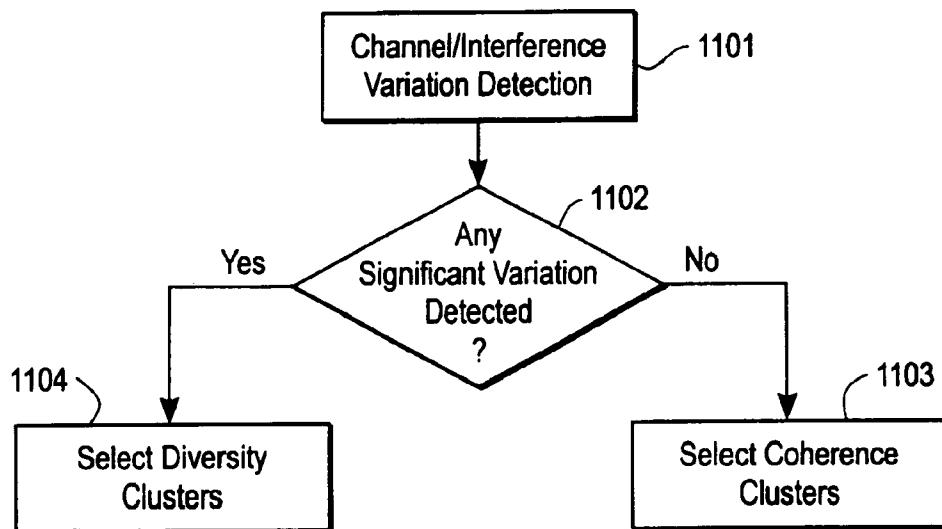 Channel/Interference
Variation Detection
1101
1102
Any
Significant Variation
Detected
?
Yes
No
1104
Select Diversity
Clusters
1103
Select Coherence
Clusters